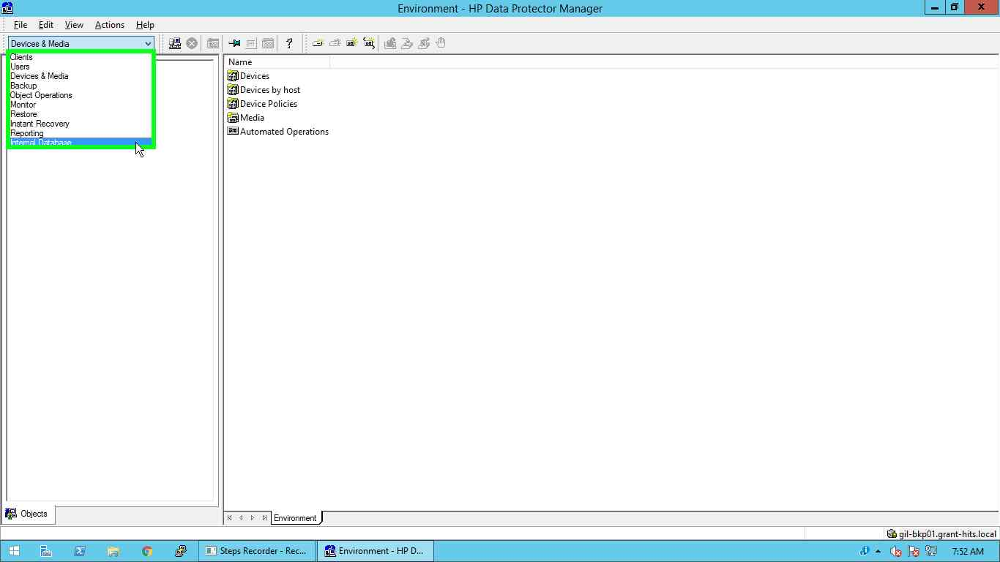 Environment - HP Data Protector Manager
File Edit View Actions Help
Devices & Media
Clients
Users
Devices & Media
Backup
Object Operations
Monitor
Restore
Instant Recovery
Reporting
Internal Database
Name
Devices
Devices by host
Device Policies
Media
Automated Operations
Objects
Environment
gil-bkp01.grant-hits.local
Steps Recorder - Rec...
Environment - HP D...
7:52 AM